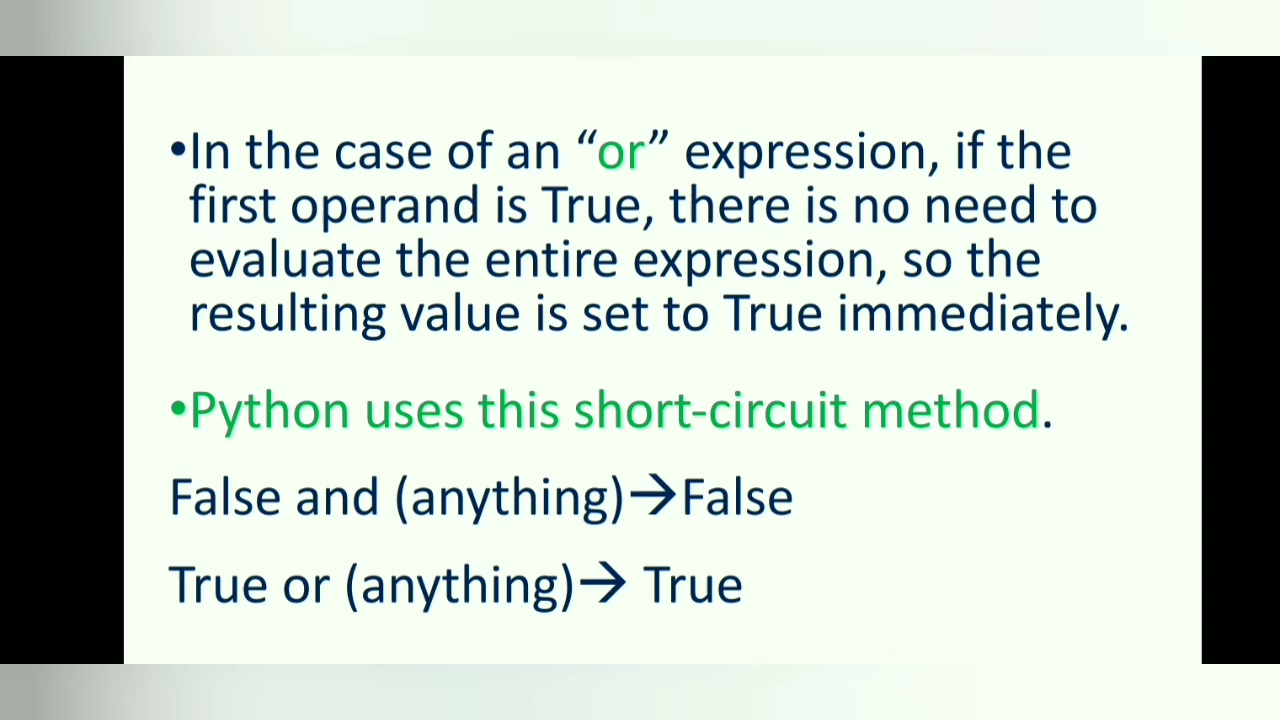 •In the case of an “or” expression, if the
first operand is True, there is no need to
evaluate the entire expression, so the
resulting value is set to True immediately.
•Python uses this short-circuit method.
False and (anything)→False
True or (anything)→ True